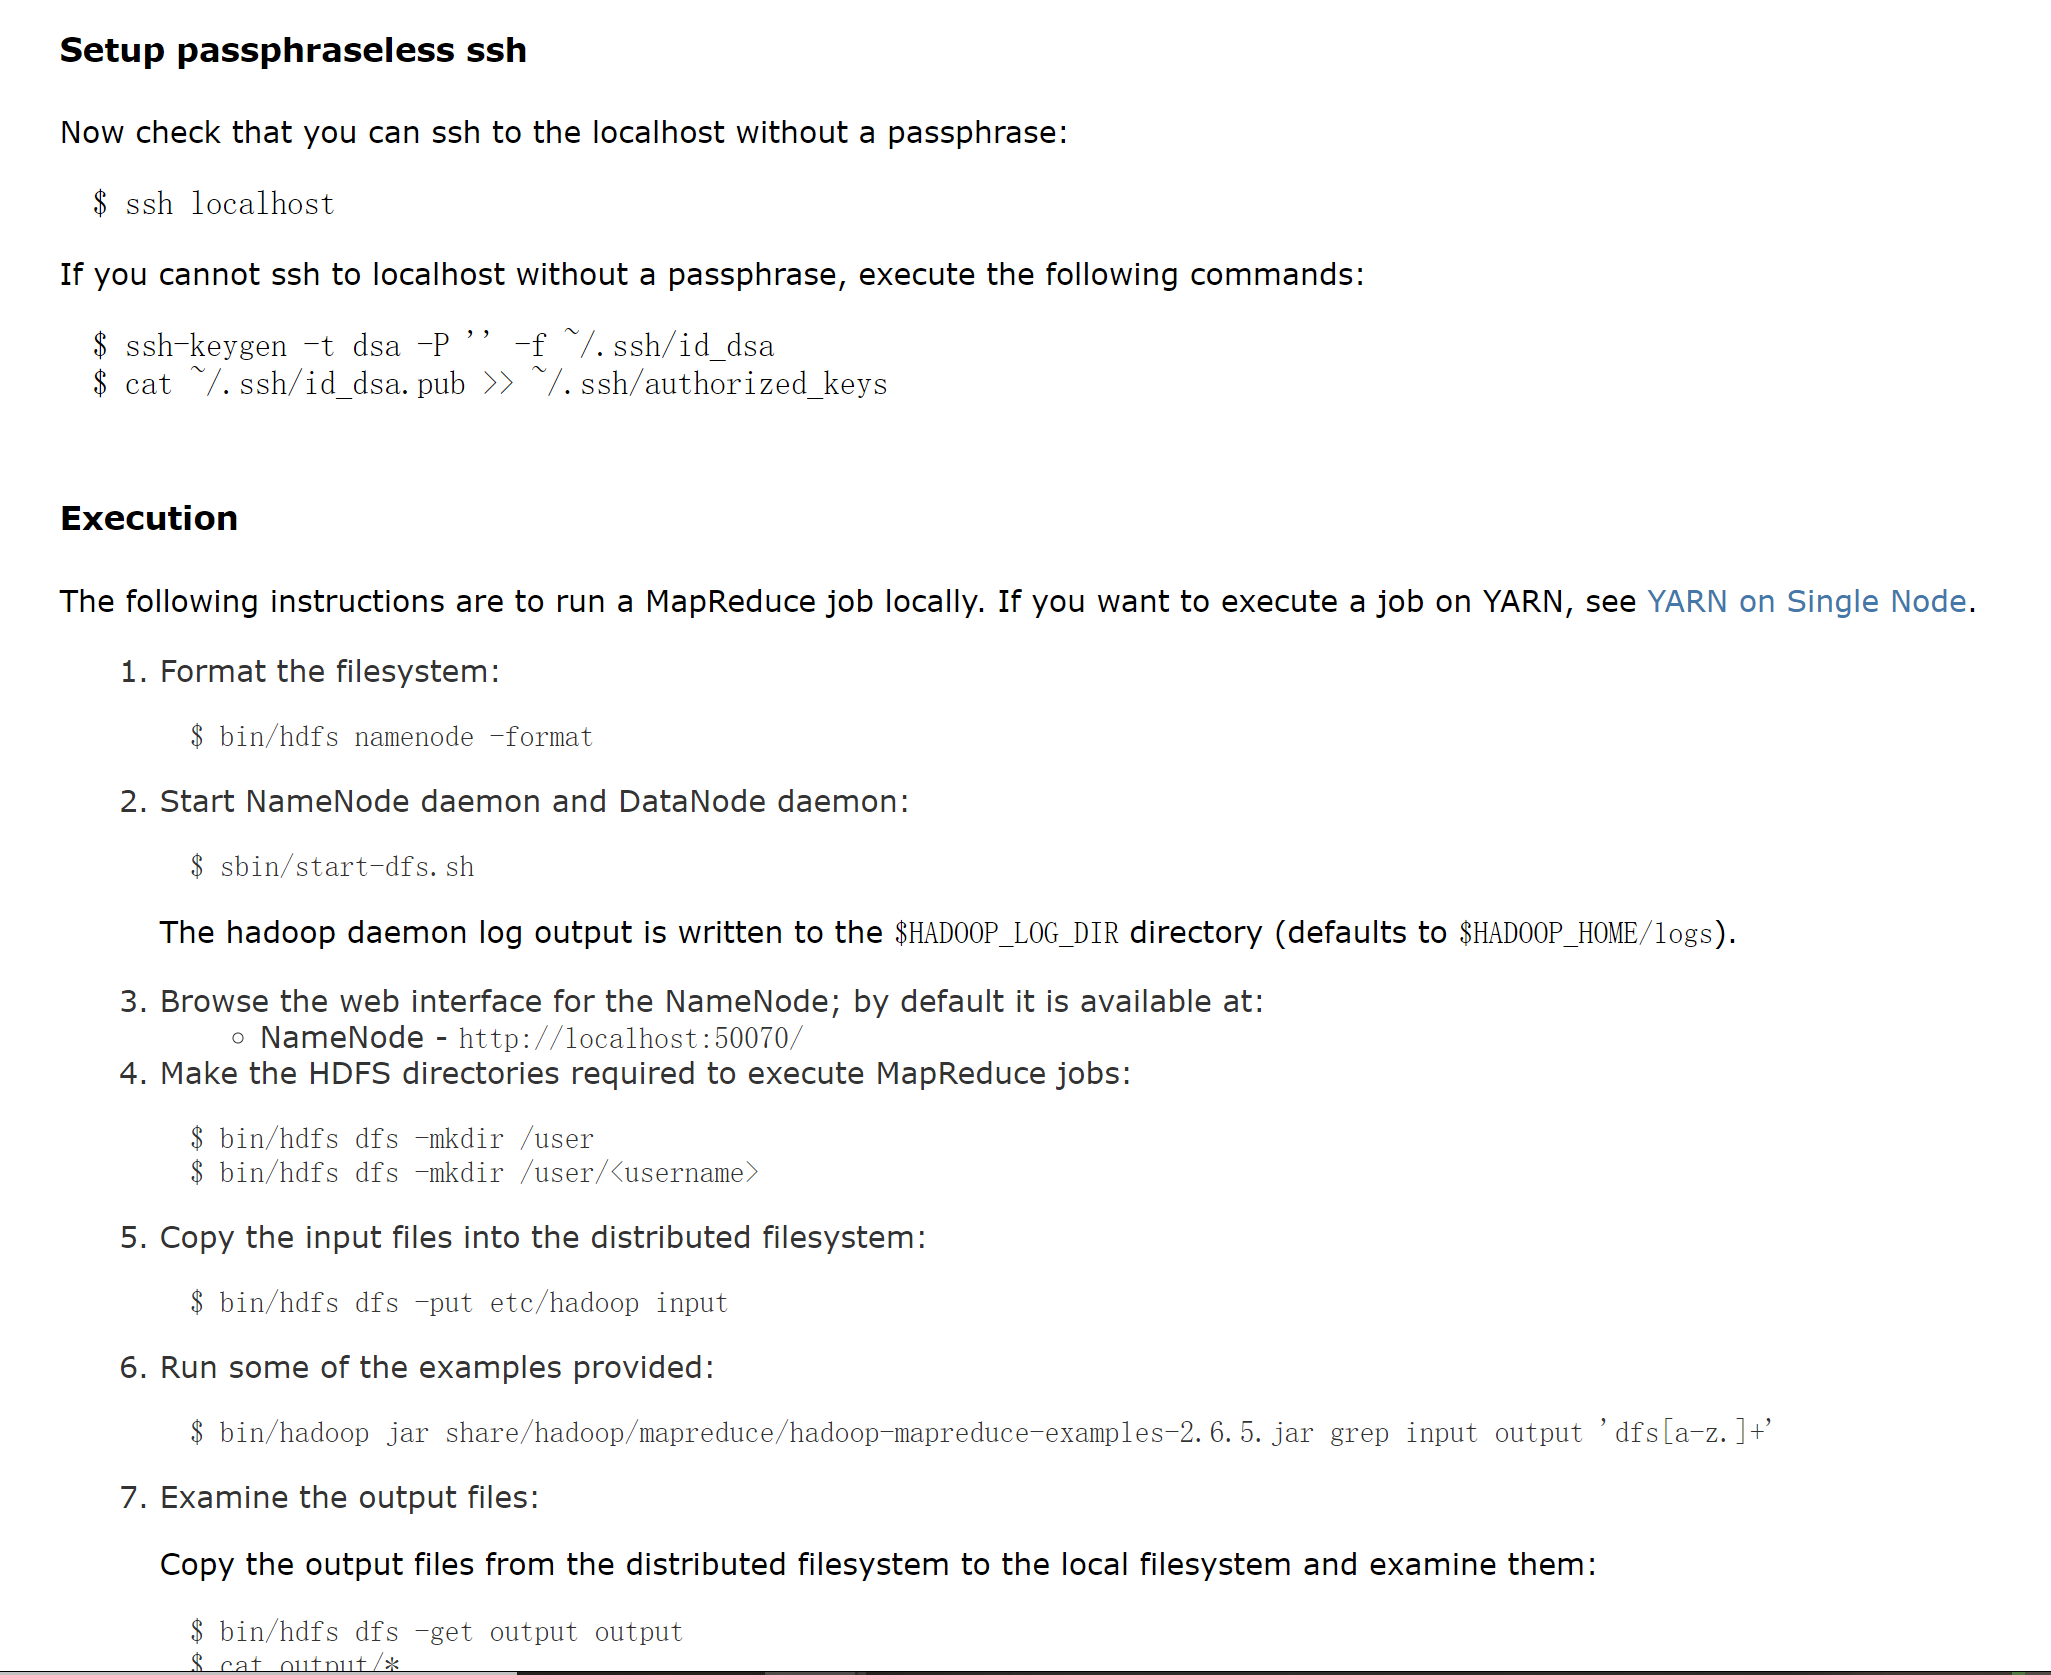 Setup passphraseless ssh
Now check that you can ssh to the localhost without a passphrase:
$ ssh localhost
If you cannot ssh to localhost without a passphrase, execute the following commands:
$ ssh-keygen -t dsa -P '' -f ~/.ssh/id_dsa
$ cat ~/.ssh/id_dsa.pub >> ~/.ssh/authorized_keys
Execution
The following instructions are to run a MapReduce job locally. If you want to execute a job on YARN, see YARN on Single Node.
1. Format the filesystem:
$ bin/hdfs namenode -format
2. Start NameNode daemon and DataNode daemon:
$ sbin/start-dfs.sh
The hadoop daemon log output is written to the $HADOOP_LOG_DIR directory (defaults to $HADOOP_HOME/logs).
3. Browse the web interface for the NameNode; by default it is available at:
○ NameNode - http://localhost:50070/
4. Make the HDFS directories required to execute MapReduce jobs:
$ bin/hdfs dfs -mkdir /user
$ bin/hdfs dfs -mkdir /user/<username>
5. Copy the input files into the distributed filesystem:
$ bin/hdfs dfs -put etc/hadoop input
6. Run some of the examples provided:
$ bin/hadoop jar share/hadoop/mapreduce/hadoop-mapreduce-examples-2.6.5.jar grep input output 'dfs[a-z.]+'
7. Examine the output files:
Copy the output files from the distributed filesystem to the local filesystem and examine them:
$ bin/hdfs dfs -get output output
$ cat output/*